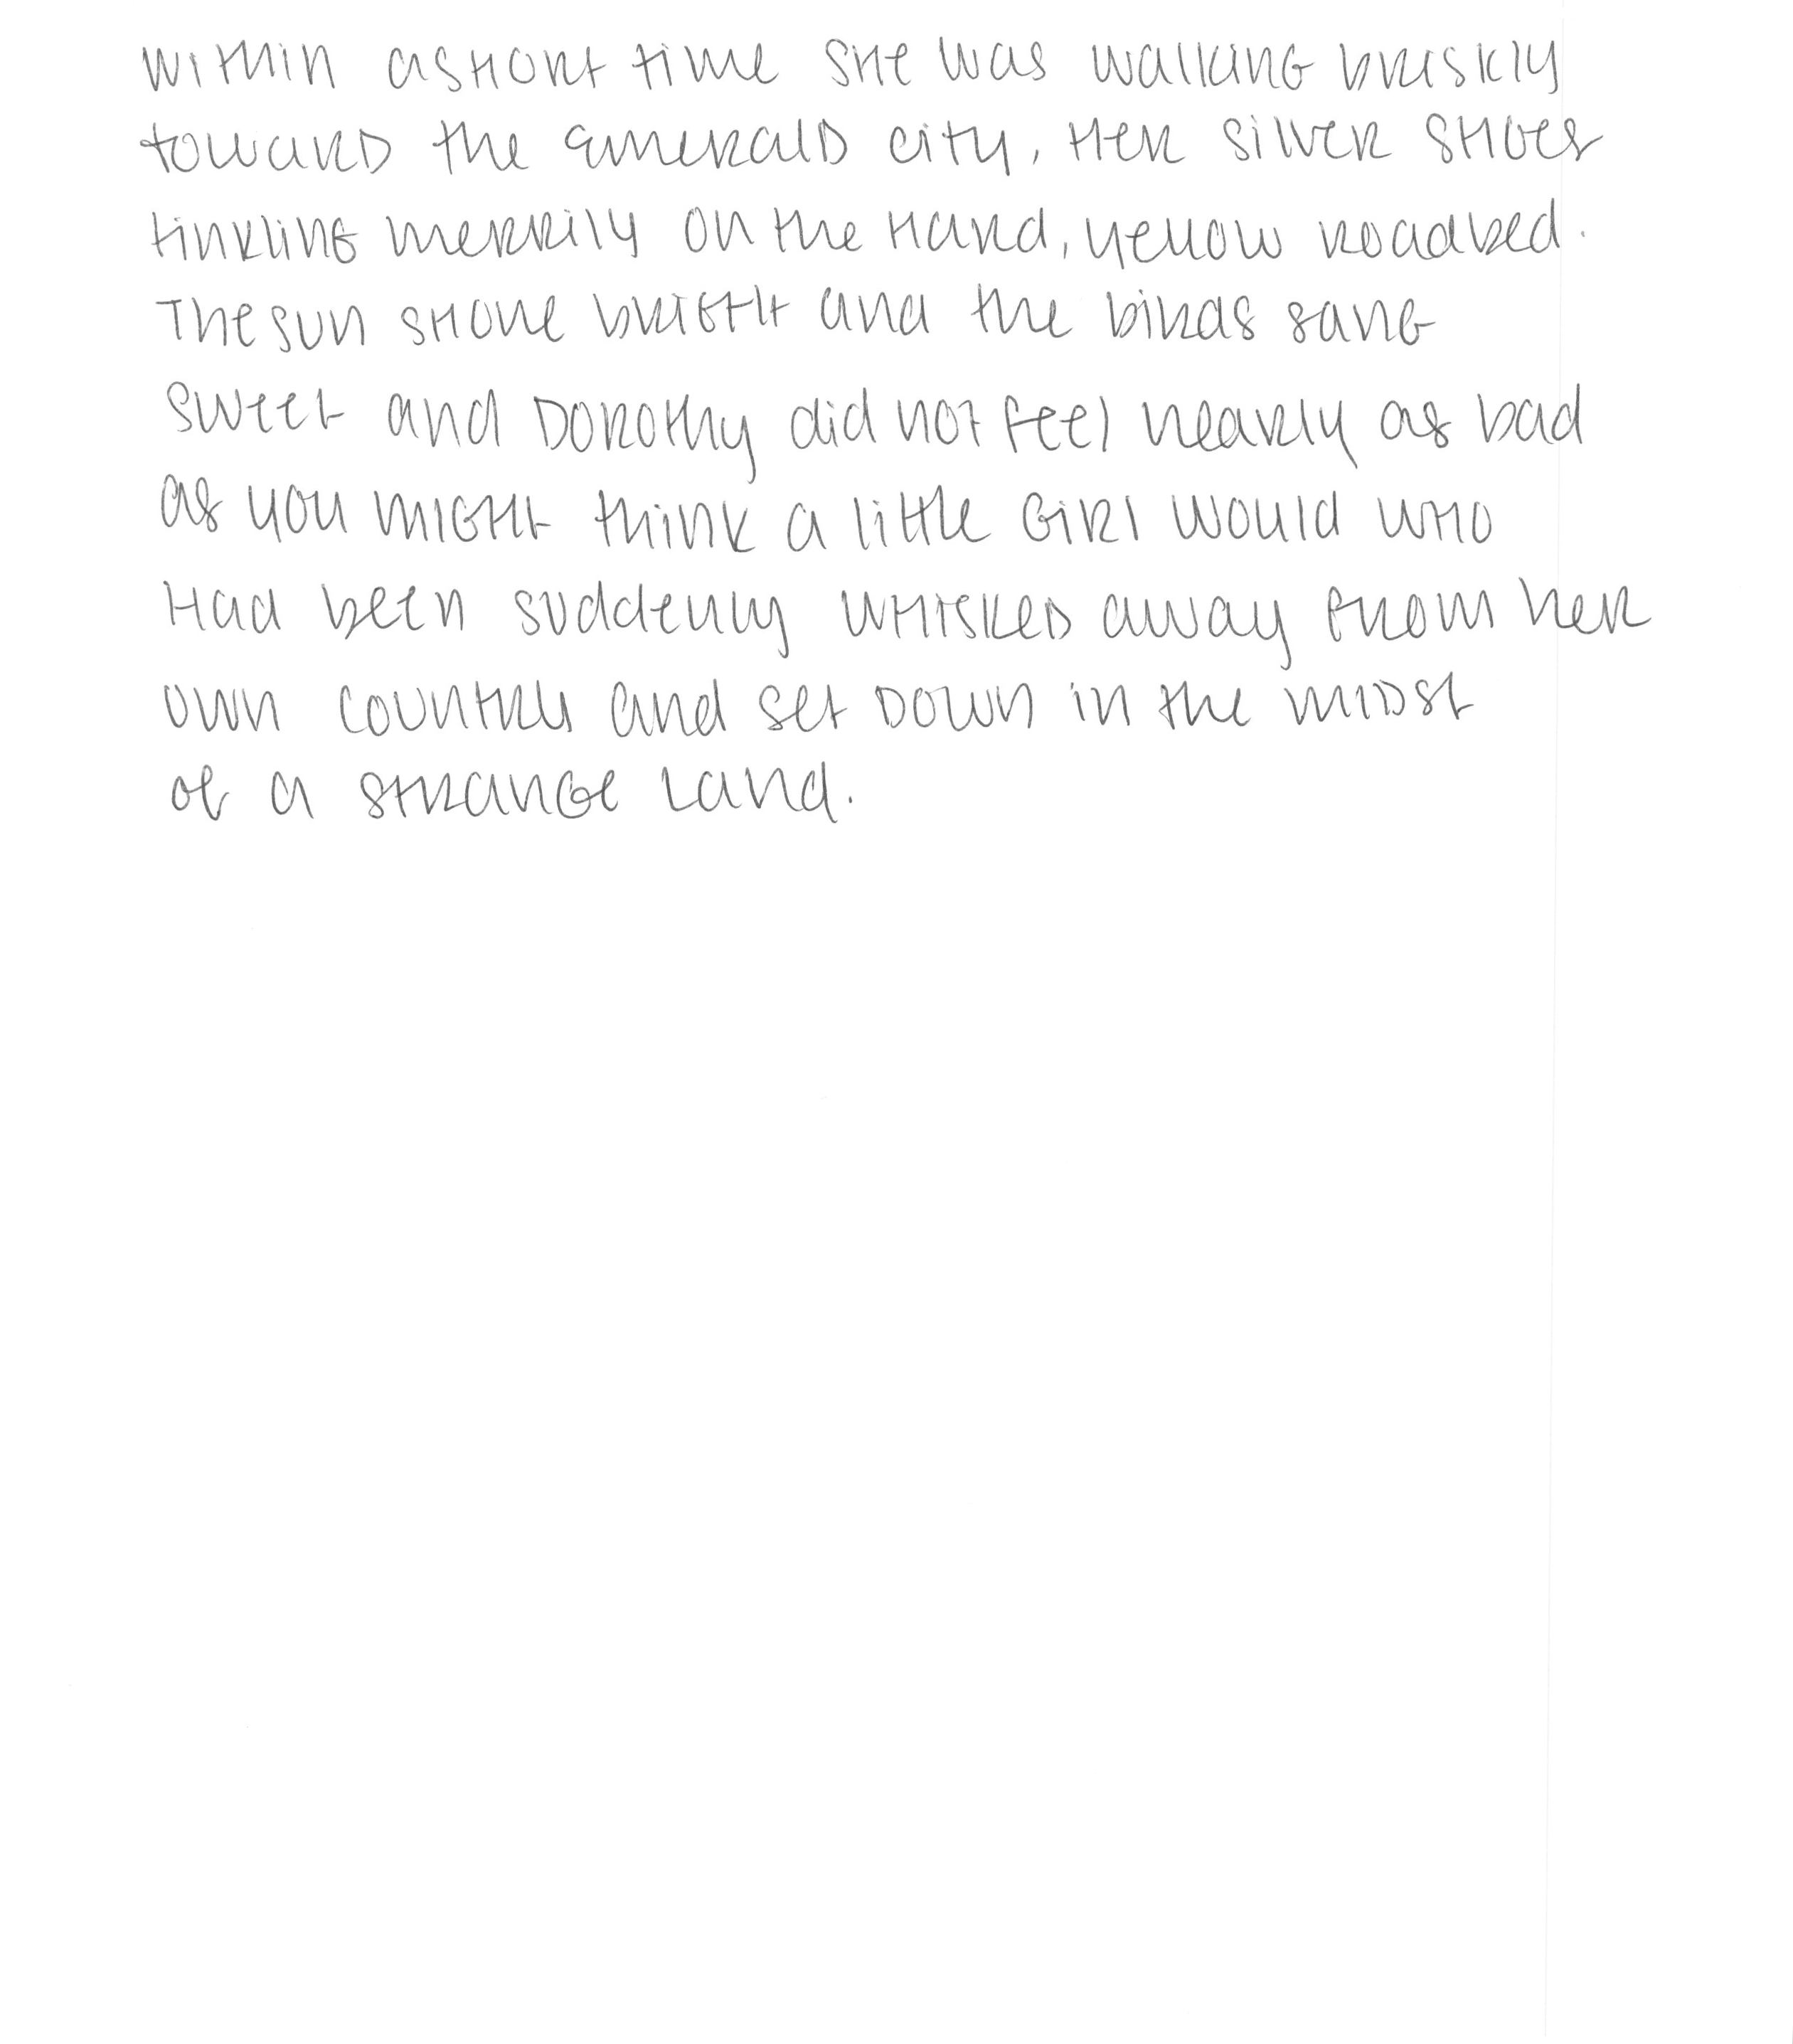 Within a short time she was walking briskly
toward the Emerald City, Her silver shoes
tinkling merrily on the hard, yellow roadbed.
The sun shone bright and the birds sang
sweet and Dorothy did not feel nearly as bad
as you might think a little girl would who
Had been suddenly whisked away from her
own country and set down in the midst
of a strange land.